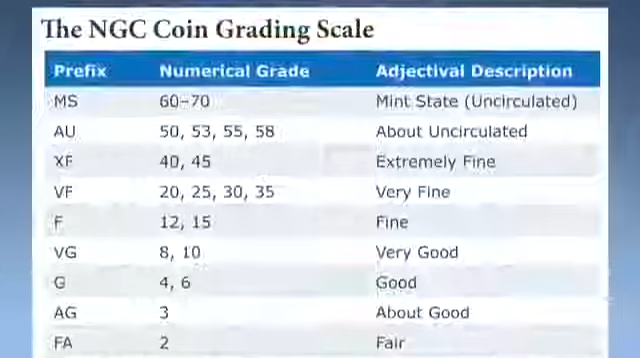 The NGC Coin Grading Scale
Prefix Numerical Grade Adjectival Description
MS 60–70 Mint State (Uncirculated)
AU 50, 53, 55, 58 About Uncirculated
XF 40, 45 Extremely Fine
VF 20, 25, 30, 35 Very Fine
F 12, 15 Fine
VG 8, 10 Very Good
G 4, 6 Good
AG 3 About Good
FA 2 Fair